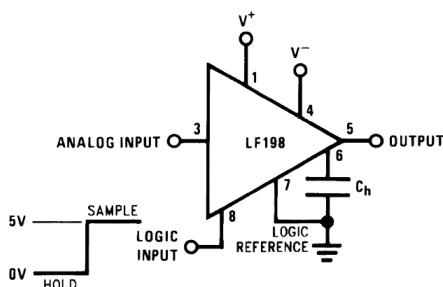 V+
V−
1
4
3
ANALOG INPUT
LF198
5
OUTPUT
6
7
8
Ch
5V
SAMPLE
LOGIC
INPUT
LOGIC
REFERENCE
0V
HOLD